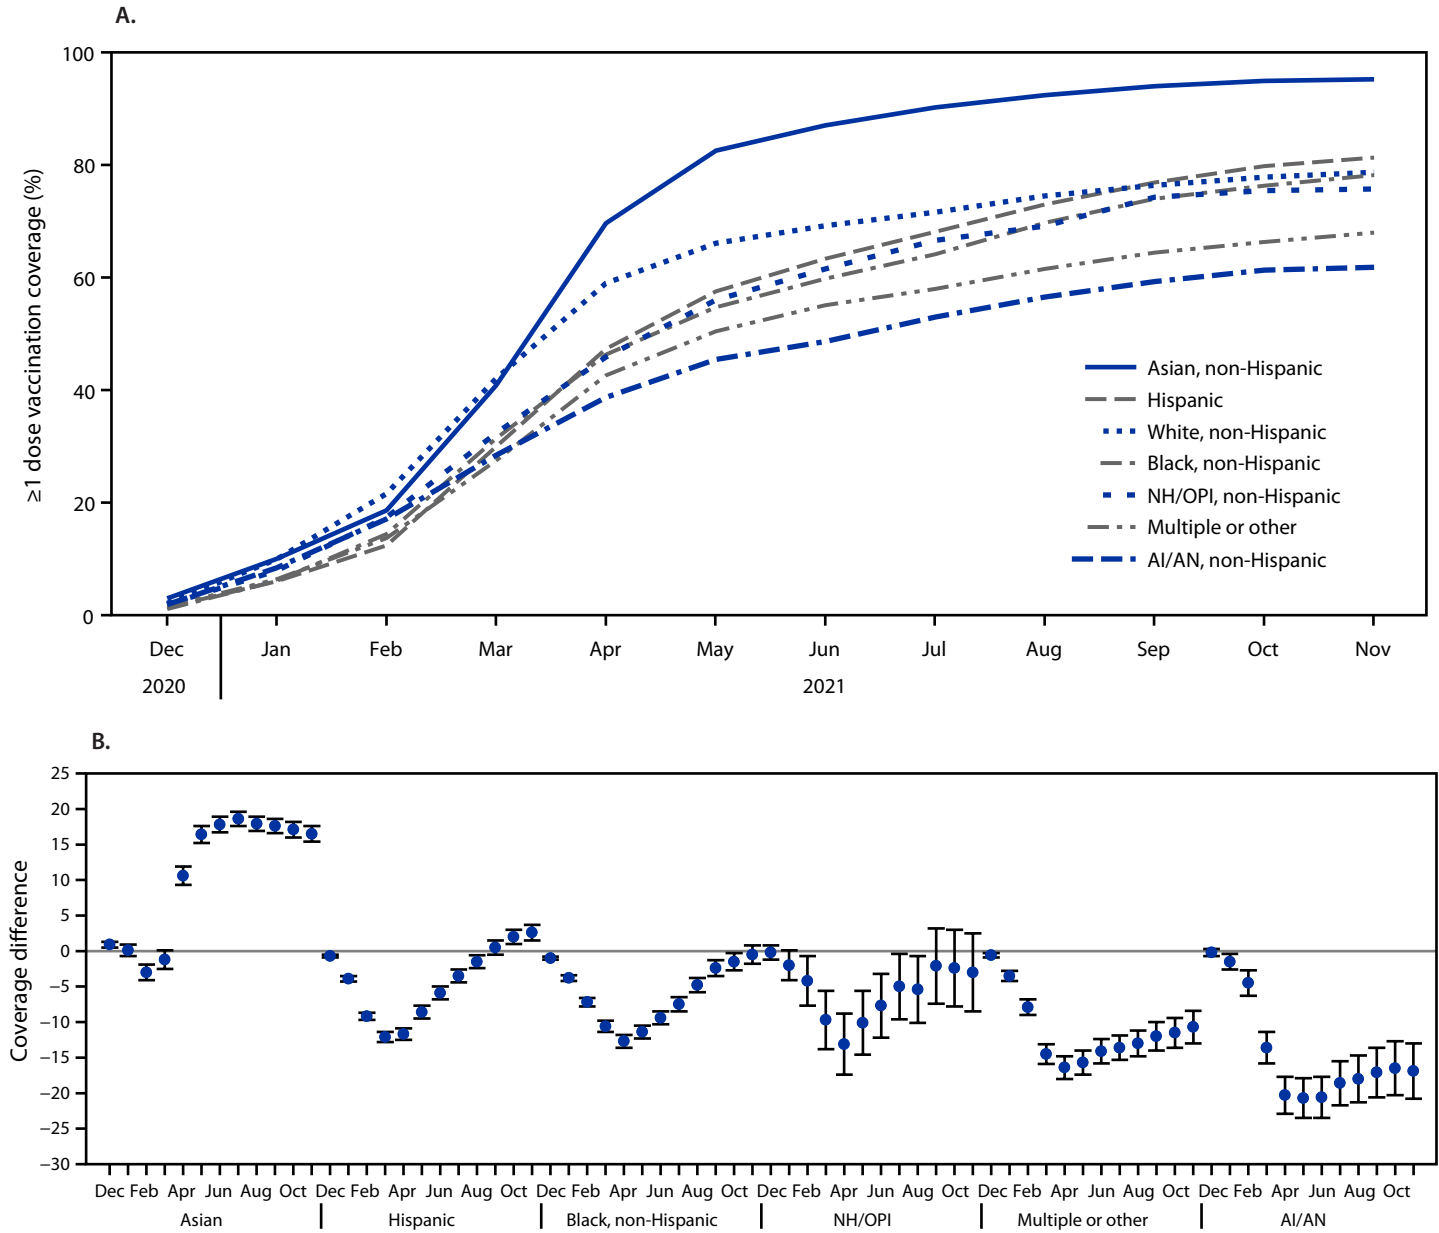 A.
≥1 dose vaccination coverage (%)
100
80
60
40
20
0
Asian, non-Hispanic
Hispanic
White, non-Hispanic
Black, non-Hispanic
NH/OPI, non-Hispanic
Multiple or other
AI/AN, non-Hispanic
Dec Jan Feb Mar Apr May Jun Jul Aug Sep Oct Nov
2020 2021
B.
Coverage difference
25
20
15
10
5
0
−5
−10
−15
−20
−25
−30
Dec Feb Apr Jun Aug Oct Dec Feb Apr Jun Aug Oct Dec Feb Apr Jun Aug Oct Dec Feb Apr Jun Aug Oct Dec Feb Apr Jun Aug Oct Dec Feb Apr Jun Aug Oct
Asian Hispanic Black, non-Hispanic NH/OPI Multiple or other AI/AN